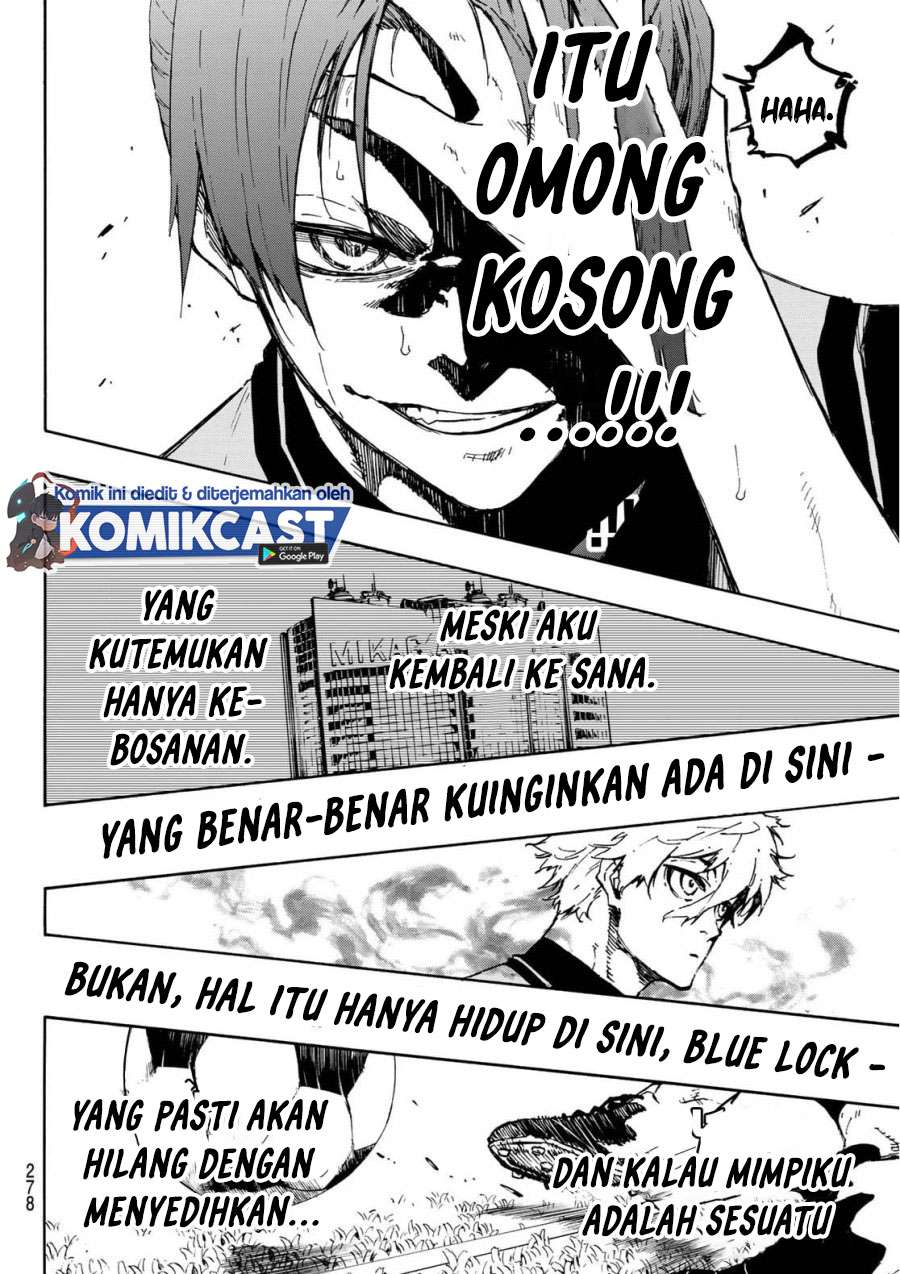 HAHA.
ITU
OMONG
KOSONG
...!!!
Komik ini diedit & diterjemahkan oleh
KOMIKCAST
GET IT ON
Google Play
MESKI AKU
KEMBALI KE SANA.
YANG
KUTEMUKAN
HANYA KE-
BOSANAN.
YANG BENAR-BENAR KUINGINKAN ADA DI SINI -
BUKAN, HAL ITU HANYA HIDUP DI SINI, BLUE LOCK -
DAN KALAU MIMPIKU
ADALAH SESUATU
YANG PASTI AKAN
HILANG DENGAN
MENYEDIHKAN...
278